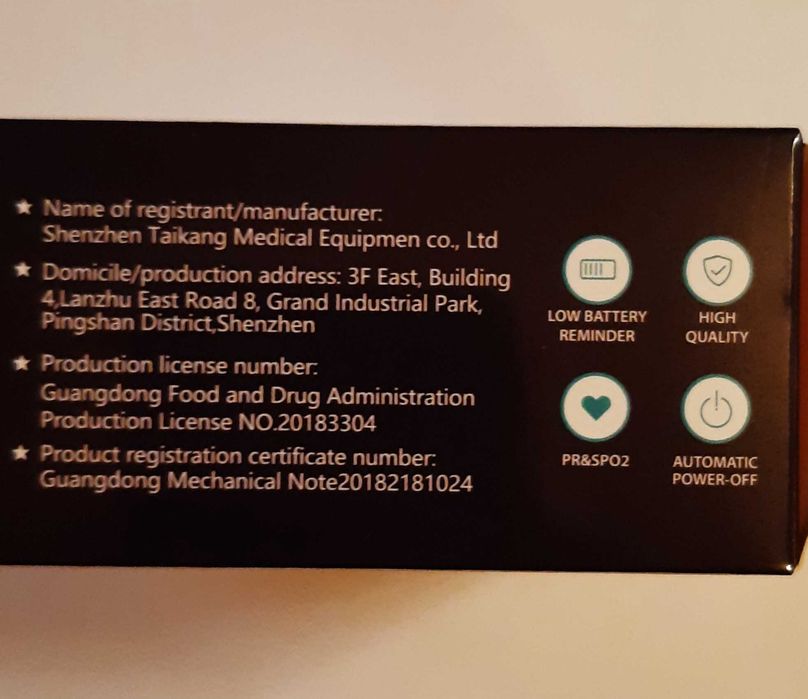 ★ Name of registrant/manufacturer:
Shenzhen Taikang Medical Equipmen co., Ltd
★ Domicile/production address: 3F East, Building
4,Lanzhu East Road 8, Grand Industrial Park,
Pingshan District,Shenzhen
★ Production license number:
Guangdong Food and Drug Administration
Production License NO.20183304
★ Product registration certificate number:
Guangdong Mechanical Note20182181024
LOW BATTERY
REMINDER
HIGH
QUALITY
PR&SPO2
AUTOMATIC
POWER-OFF